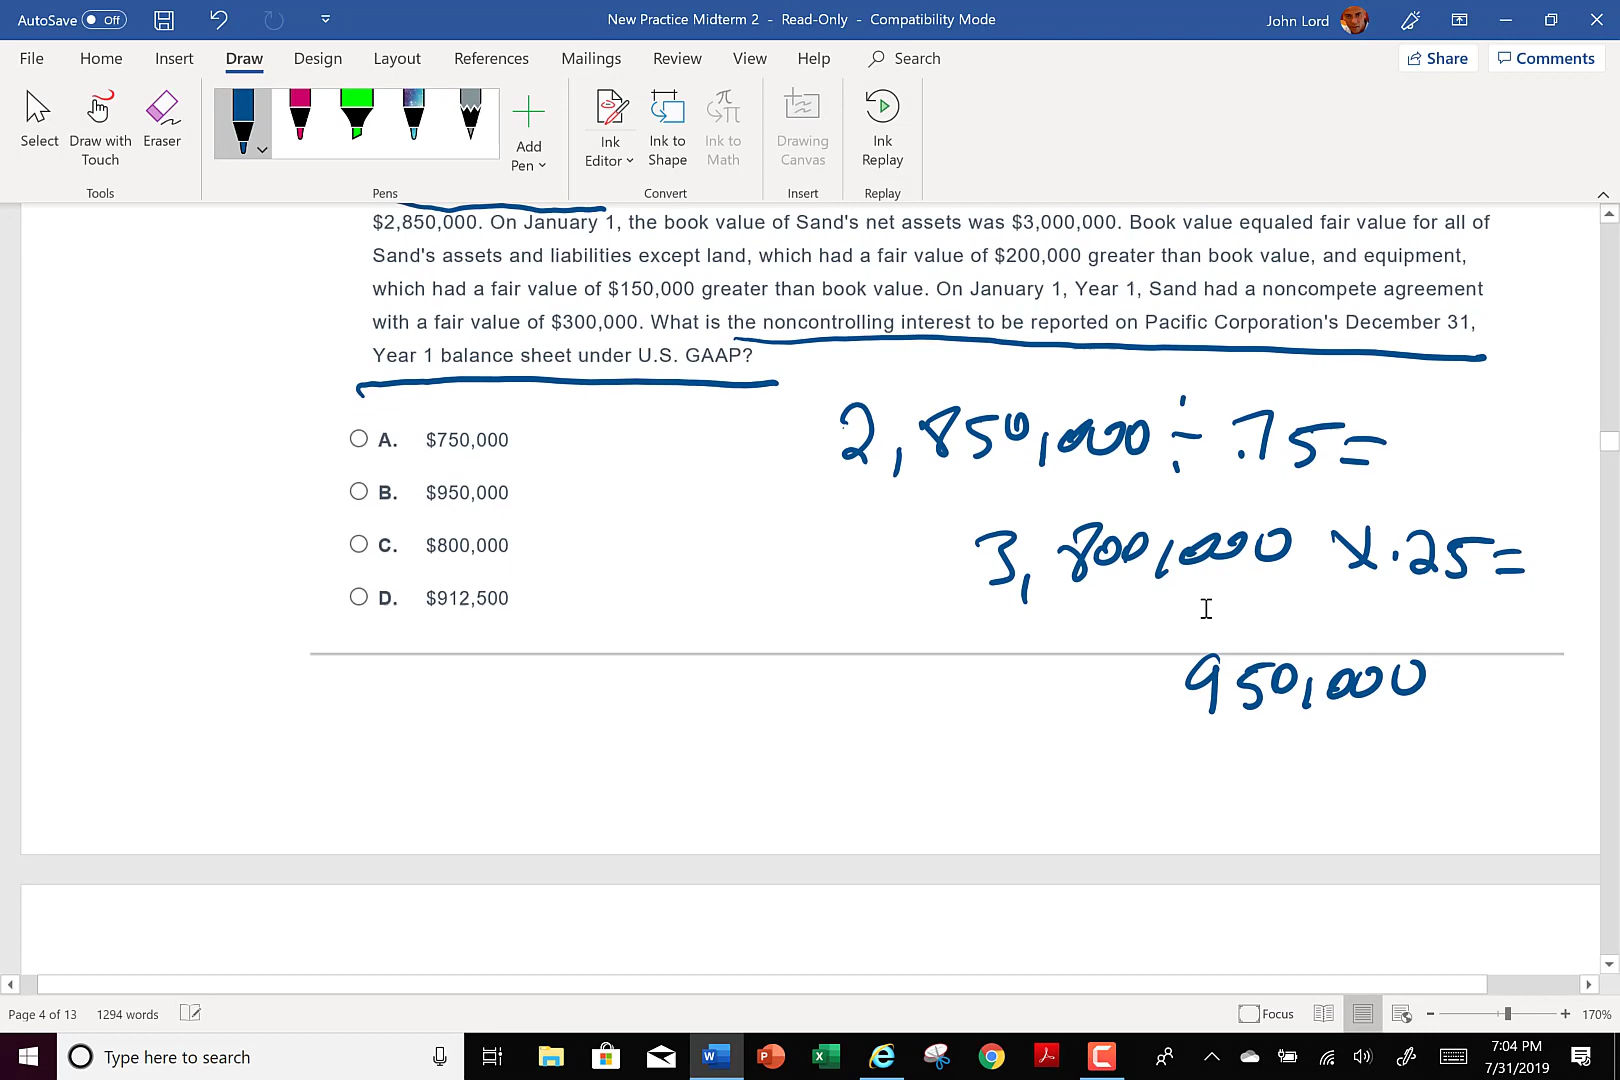 AutoSave Off
New Practice Midterm 2 - Read-Only - Compatibility Mode
John Lord
File Home Insert Draw Design Layout References Mailings Review View Help Search
Share Comments
Select
Draw with Touch
Eraser
Add Pen
Ink Editor
Ink to Shape
Ink to Math
Drawing Canvas
Ink Replay
Tools Pens Convert Insert Replay
$2,850,000. On January 1, the book value of Sand's net assets was $3,000,000. Book value equaled fair value for all of
Sand's assets and liabilities except land, which had a fair value of $200,000 greater than book value, and equipment,
which had a fair value of $150,000 greater than book value. On January 1, Year 1, Sand had a noncompete agreement
with a fair value of $300,000. What is the noncontrolling interest to be reported on Pacific Corporation's December 31,
Year 1 balance sheet under U.S. GAAP?
A. $750,000
B. $950,000
C. $800,000
D. $912,500
2,850,000 ÷ .75=
3,800,000 x .25=
950,000
Page 4 of 13 1294 words
Focus
170%
Type here to search
7:04 PM
7/31/2019